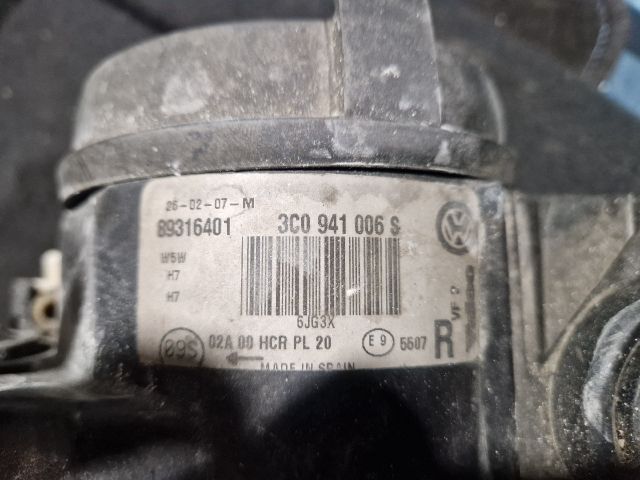 26-02-07-M
89316401 3C0 941 006 S
W5W
H7
H7
6JG3X
02A 00 HCR PL 20 E 9 5607 R
MADE IN SPAIN